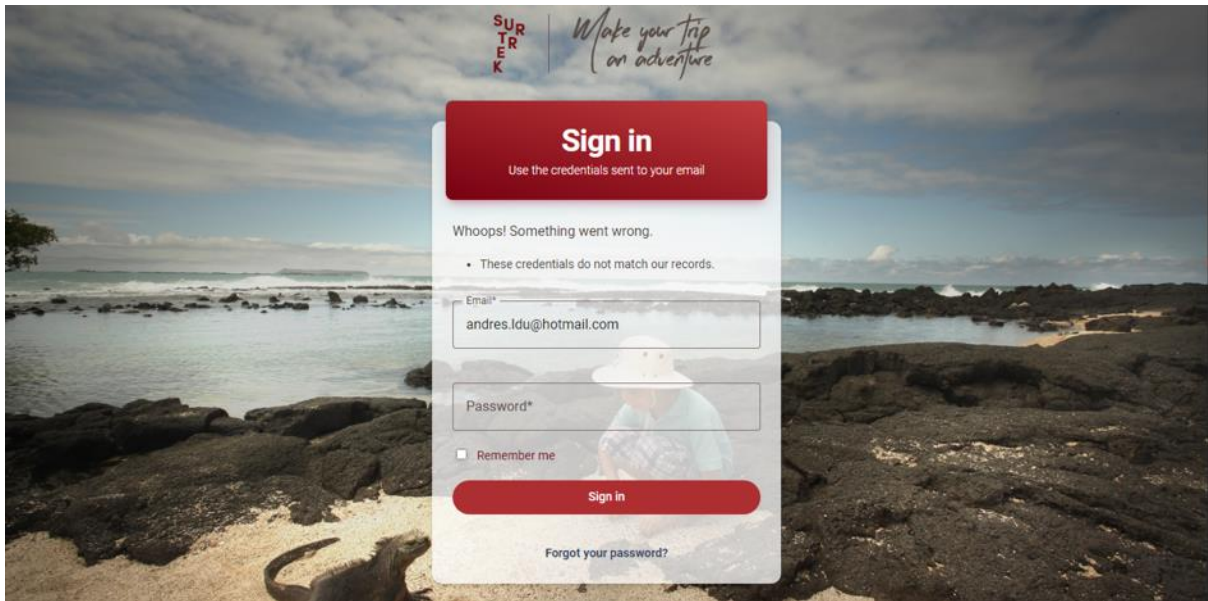 SURTREK
Make your trip
an adventure
Sign in
Use the credentials sent to your email
Whoops! Something went wrong.
• These credentials do not match our records.
Email*
andres.ldu@hotmail.com
Password*
Remember me
Sign in
Forgot your password?